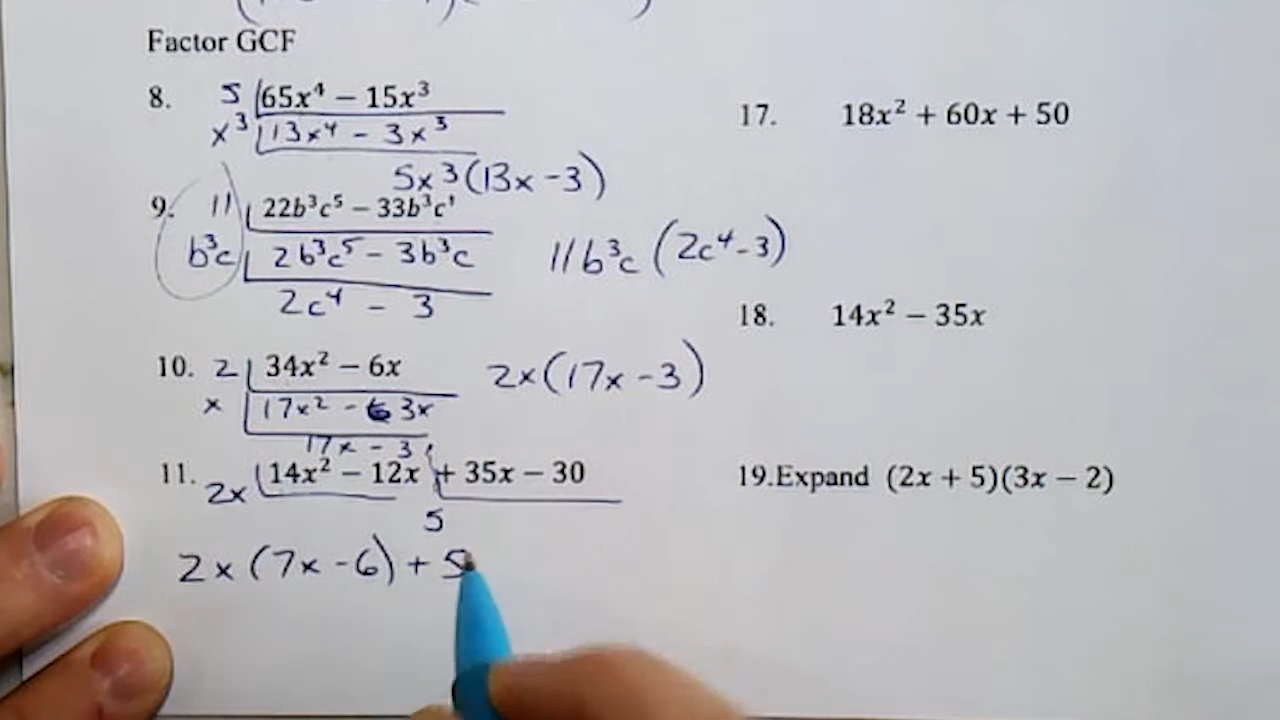 Factor GCF
8. 5 65x⁴ − 15x³
x³ 13x⁴ - 3x³
5x³(13x - 3)
9. 11 22b³c⁵ − 33b³c¹
b³c 2b³c⁵ - 3b³c 11b³c (2c⁴ - 3)
2c⁴ - 3
10. 2 34x² − 6x 2x(17x - 3)
x 17x² - 3x
17x - 3
11. 2x 14x² − 12x + 35x − 30
5
2x (7x - 6) + 5
17. 18x² + 60x + 50
18. 14x² − 35x
19.Expand (2x + 5)(3x − 2)